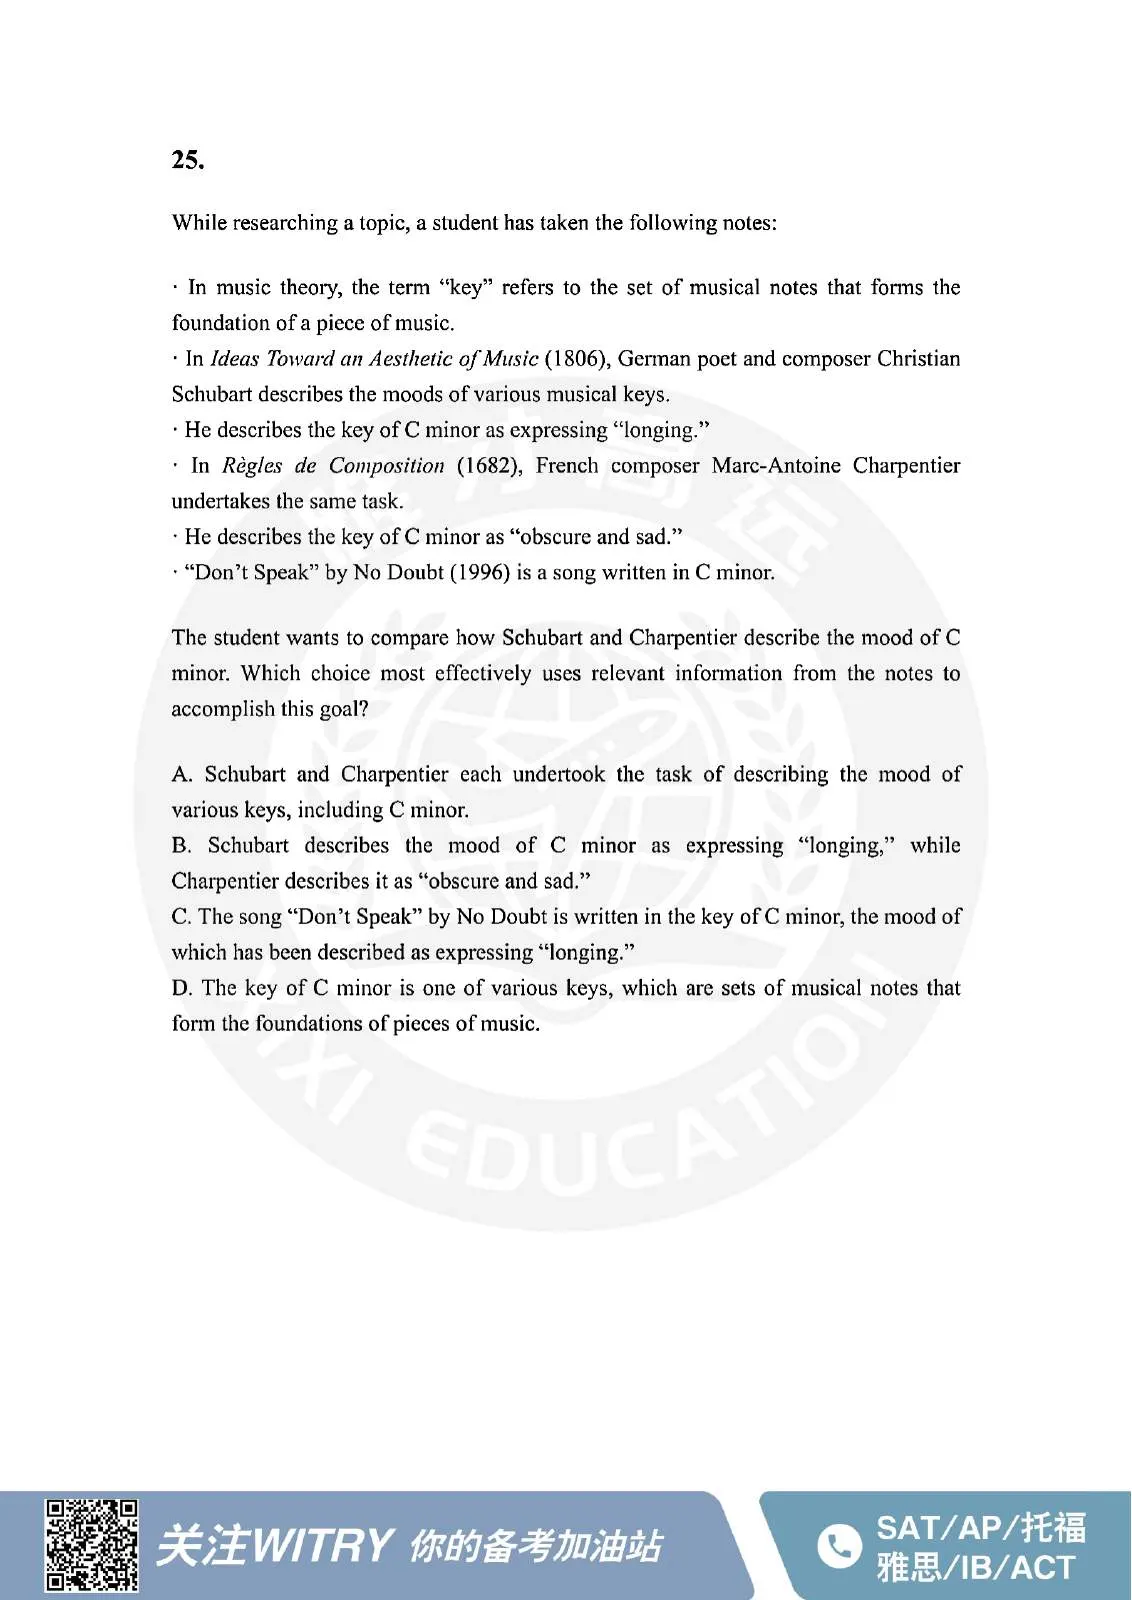 25.
While researching a topic, a student has taken the following notes:
· In music theory, the term “key” refers to the set of musical notes that forms the
foundation of a piece of music.
· In Ideas Toward an Aesthetic of Music (1806), German poet and composer Christian
Schubart describes the moods of various musical keys.
· He describes the key of C minor as expressing “longing.”
· In Règles de Composition (1682), French composer Marc-Antoine Charpentier
undertakes the same task.
· He describes the key of C minor as “obscure and sad.”
· “Don’t Speak” by No Doubt (1996) is a song written in C minor.
The student wants to compare how Schubart and Charpentier describe the mood of C
minor. Which choice most effectively uses relevant information from the notes to
accomplish this goal?
A. Schubart and Charpentier each undertook the task of describing the mood of
various keys, including C minor.
B. Schubart describes the mood of C minor as expressing “longing,” while
Charpentier describes it as “obscure and sad.”
C. The song “Don’t Speak” by No Doubt is written in the key of C minor, the mood of
which has been described as expressing “longing.”
D. The key of C minor is one of various keys, which are sets of musical notes that
form the foundations of pieces of music.
EDUCATION
关注WITRY 你的备考加油站
SAT/AP/托福
雅思/IB/ACT